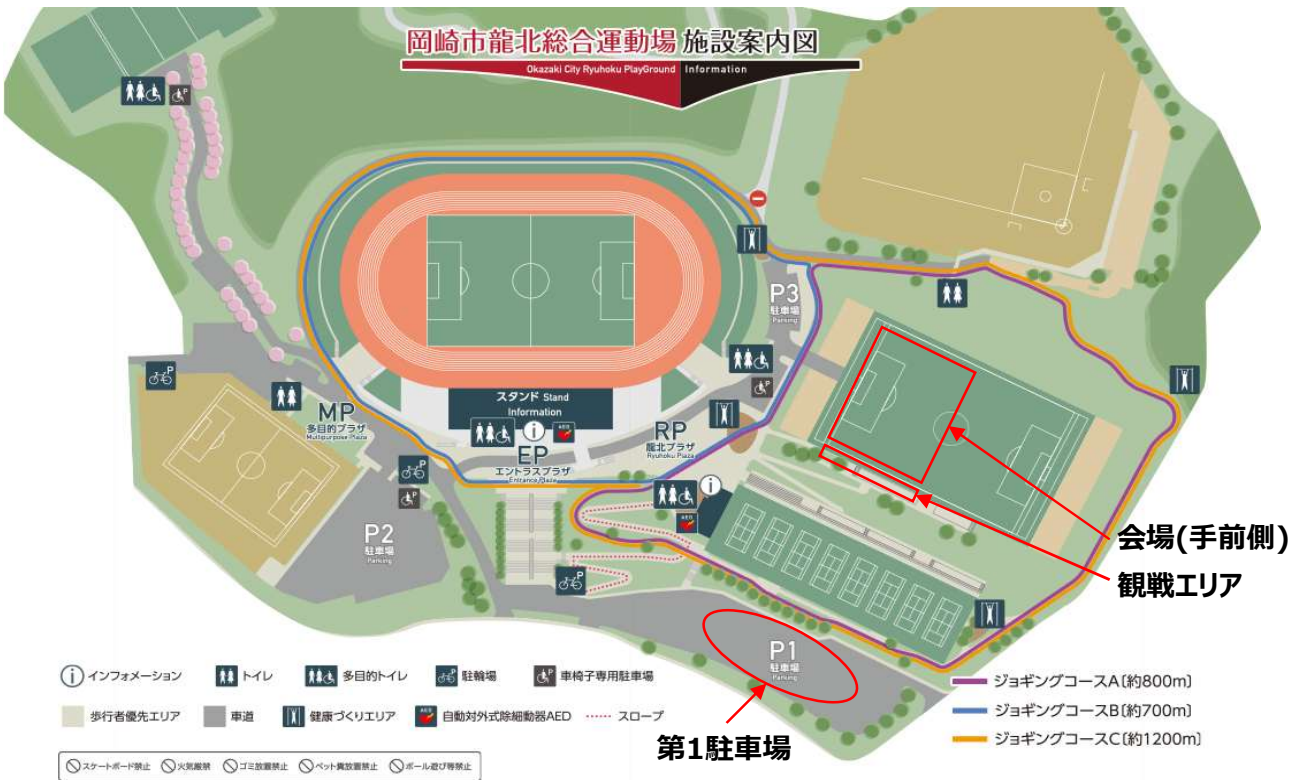 岡崎市龍北総合運動場 施設案内図
Okazaki City Ryuhoku PlayGround Information
P3
駐車場
Parking
スタンド Stand
Information
AED
MP
多目的プラザ
Multipurpose Plaza
EP
エントラスプラザ
Entrance Plaza
RP
龍北プラザ
Ryuhoku Plaza
AED
P2
駐車場
Parking
P1
駐車場
Parking
会場(手前側)
観戦エリア
第1駐車場
インフォメーション
トイレ
多目的トイレ
駐輪場
車椅子専用駐車場
歩行者優先エリア
車道
健康づくりエリア
自動対外式除細動器AED
スロープ
スケートボード禁止
火気厳禁
ゴミ放置禁止
ペット糞放置禁止
ボール遊び等禁止
ジョギングコースA〔約800m〕
ジョギングコースB〔約700m〕
ジョギングコースC〔約1200m〕